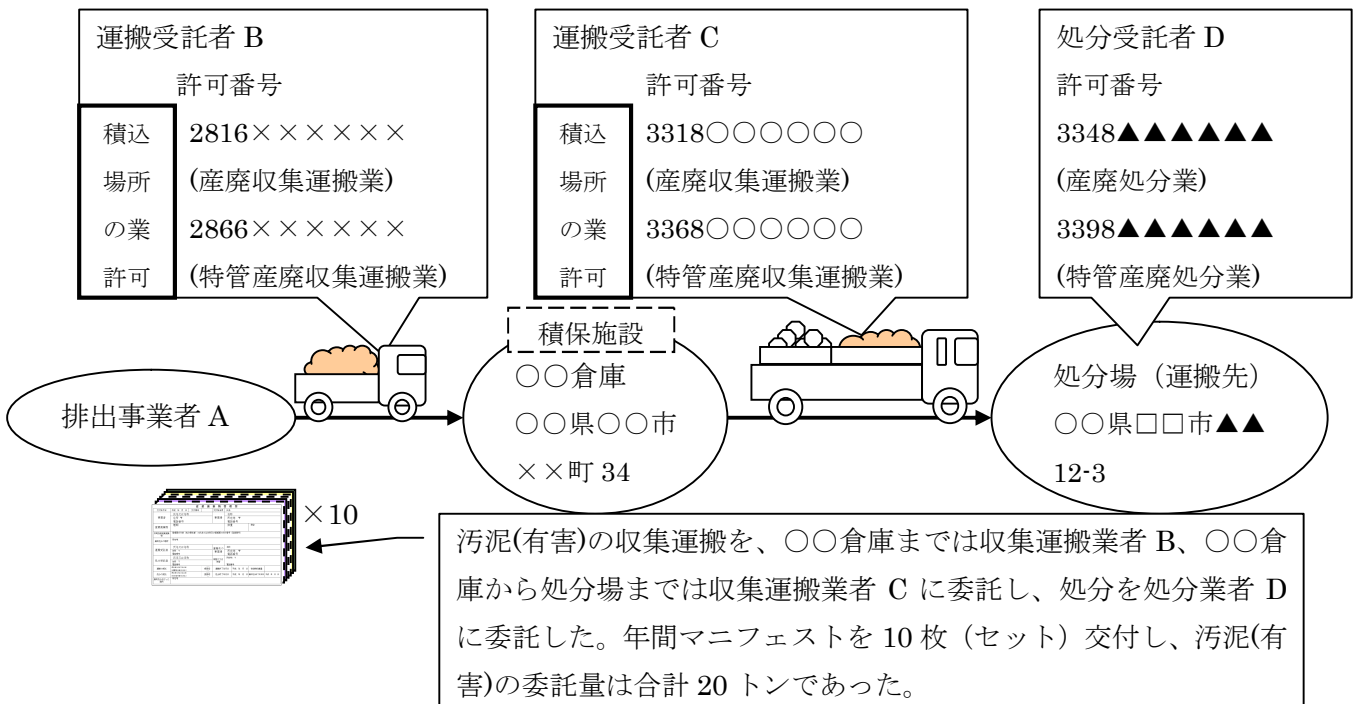 運搬受託者 B
許可番号
積込
場所
の業
許可
2816××××××
(産廃収集運搬業)
2866××××××
(特管産廃収集運搬業)
運搬受託者 C
許可番号
積込
場所
の業
許可
3318○○○○○○
(産廃収集運搬業)
3368○○○○○○
(特管産廃収集運搬業)
処分受託者 D
許可番号
3348▲▲▲▲▲▲
(産廃処分業)
3398▲▲▲▲▲▲
(特管産廃処分業)
排出事業者 A
積保施設
○○倉庫
○○県○○市
××町 34
処分場（運搬先）
○○県□□市▲▲
12-3
×10
汚泥(有害)の収集運搬を、○○倉庫までは収集運搬業者 B、○○倉
庫から処分場までは収集運搬業者 C に委託し、処分を処分業者 D
に委託した。年間マニフェストを 10 枚（セット）交付し、汚泥(有
害)の委託量は合計 20 トンであった。